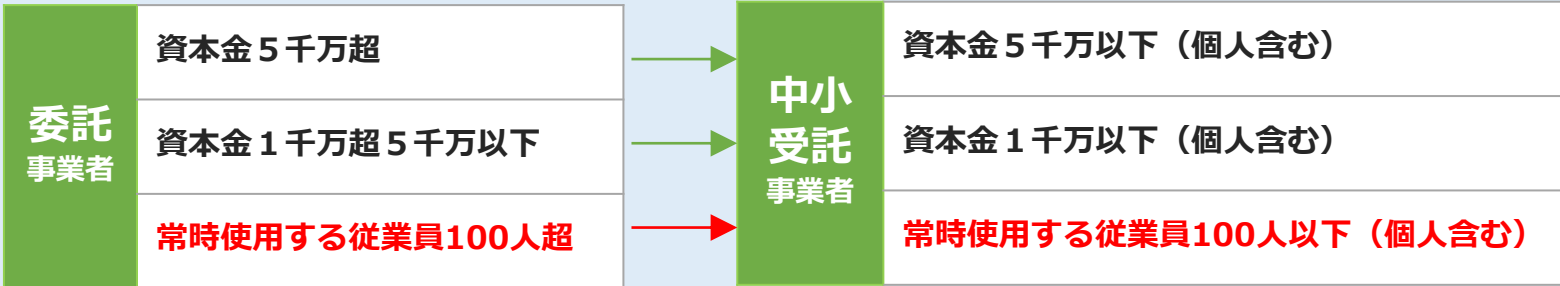 委託
事業者
資本金５千万超
資本金１千万超５千万以下
常時使用する従業員100人超
中小
受託
事業者
資本金５千万以下（個人含む）
資本金１千万以下（個人含む）
常時使用する従業員100人以下（個人含む）